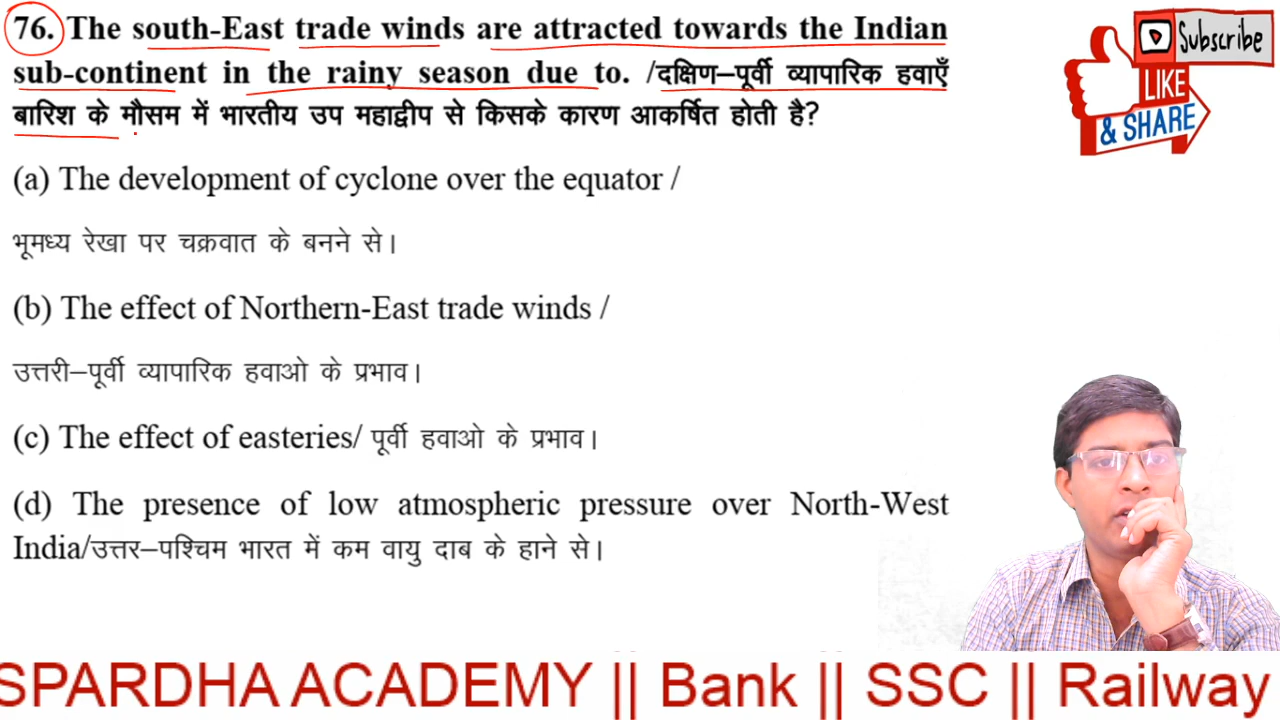 76. The south-East trade winds are attracted towards the Indian
sub-continent in the rainy season due to. /दक्षिण–पूर्वी व्यापारिक हवाएँ
बारिश के मौसम में भारतीय उप महाद्वीप से किसके कारण आकर्षित होती है?
(a) The development of cyclone over the equator /
भूमध्य रेखा पर चक्रवात के बनने से।
(b) The effect of Northern-East trade winds /
उत्तरी–पूर्वी व्यापारिक हवाओ के प्रभाव।
(c) The effect of easteries/ पूर्वी हवाओ के प्रभाव।
(d) The presence of low atmospheric pressure over North-West
India/उत्तर–पश्चिम भारत में कम वायु दाब के हाने से।
Subscribe
LIKE
& SHARE
SPARDHA ACADEMY || Bank || SSC || Railway